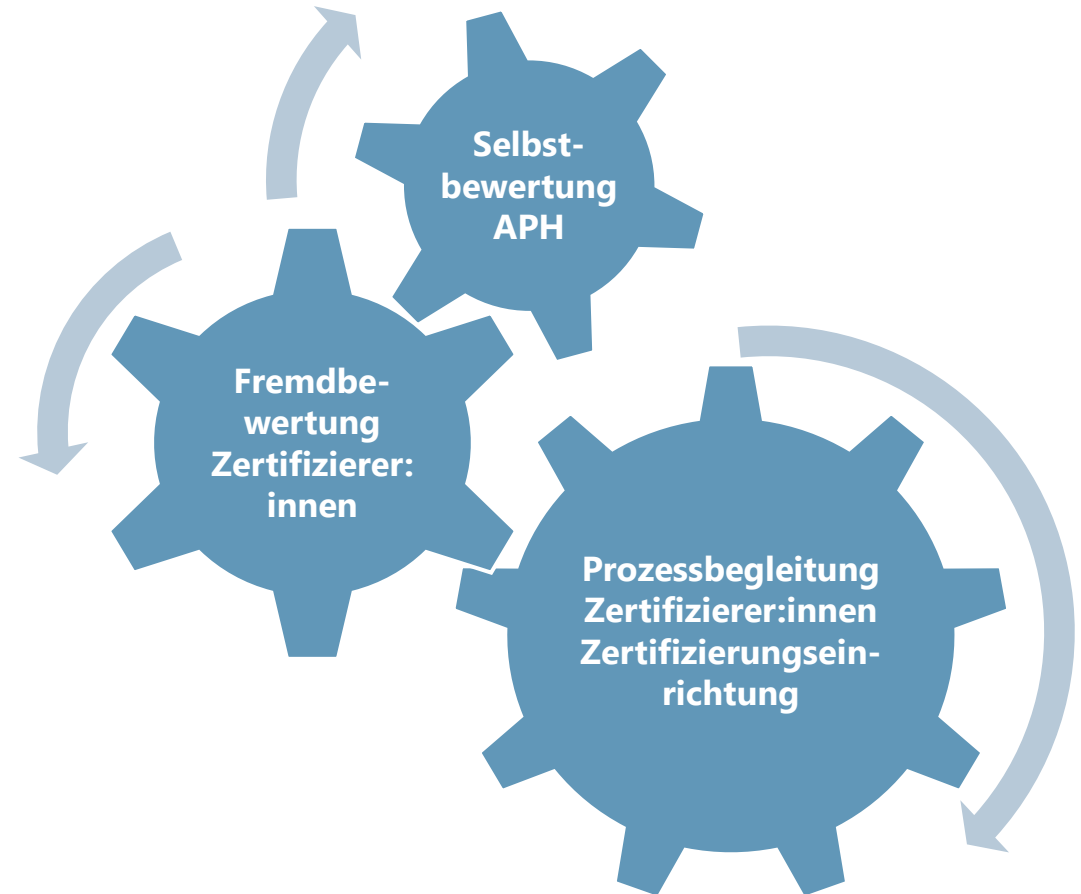 Selbst-
bewertung
APH
Fremdbe-
wertung
Zertifizierer:
innen
Prozessbegleitung
Zertifizierer:innen
Zertifizierungsein-
richtung